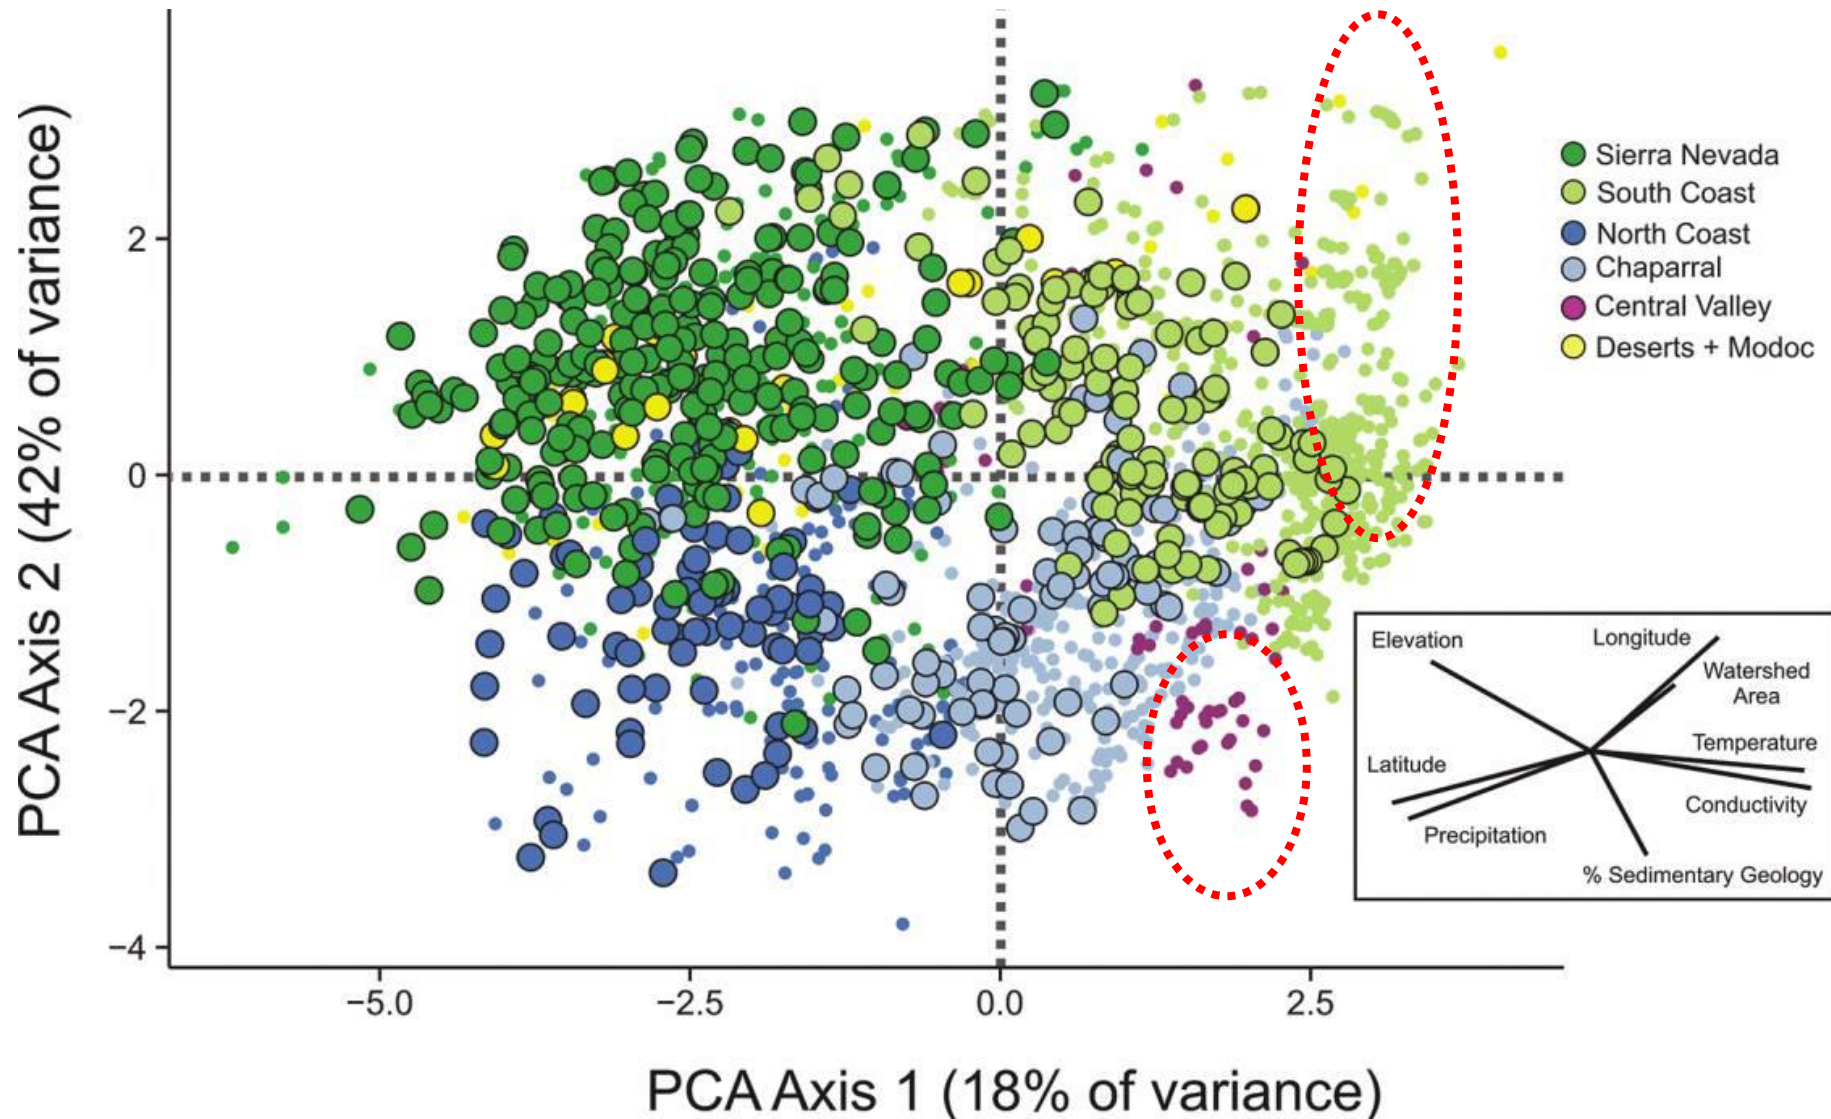 PCA Axis 2 (42% of variance)
2
0
−2
−4
−5.0
−2.5
0.0
2.5
PCA Axis 1 (18% of variance)
Sierra Nevada
South Coast
North Coast
Chaparral
Central Valley
Deserts + Modoc
Elevation
Longitude
Watershed
Area
Temperature
Latitude
Conductivity
Precipitation
% Sedimentary Geology